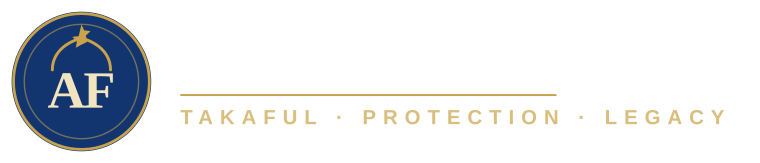 AF
TAKAFUL · PROTECTION · LEGACY